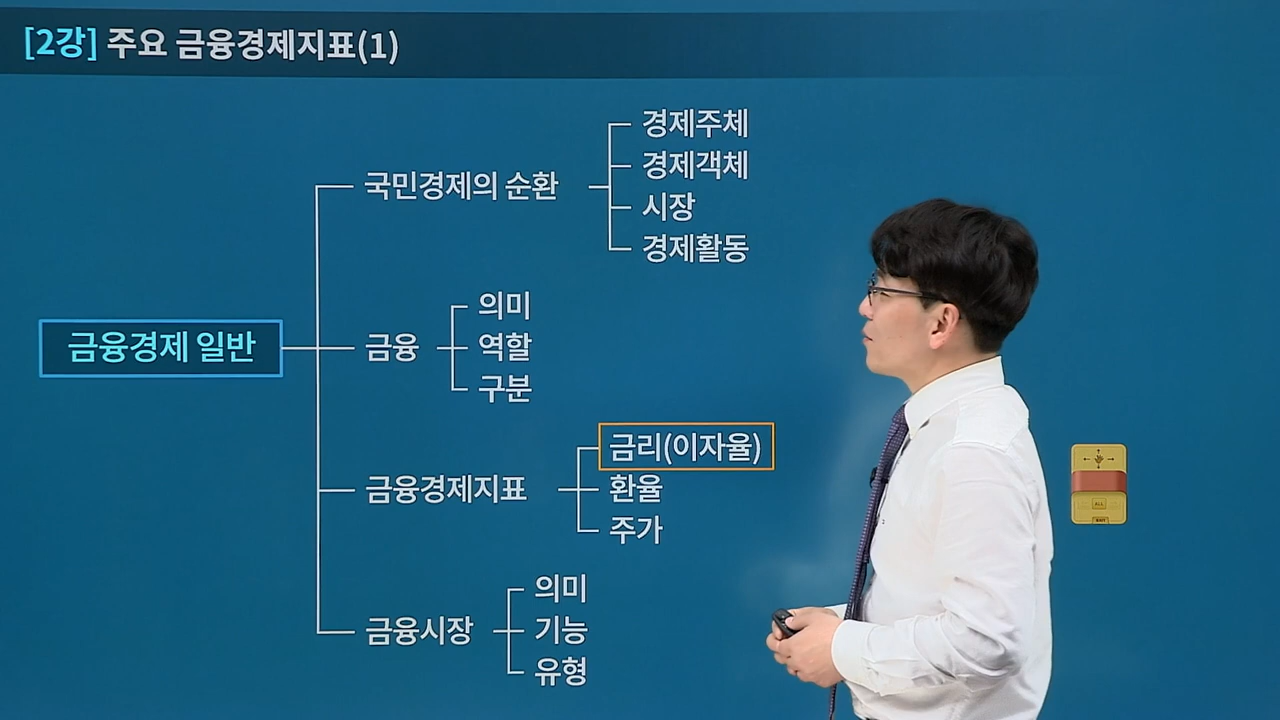 [2강] 주요 금융경제지표(1)
경제주체
경제객체
국민경제의 순환
시장
경제활동
의미
금융경제 일반
금융
역할
구분
금리(이자율)
금융경제지표
환율
주가
의미
금융시장
기능
유형
ALL
EXIT